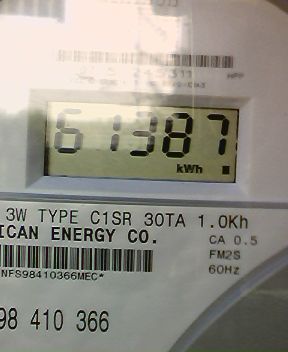 61387
kWh
3W TYPE C1SR 30TA 1.0Kh
ICAN ENERGY CO.
CA 0.5
FM2S
60Hz
NFS98410366MEC*
98 410 366